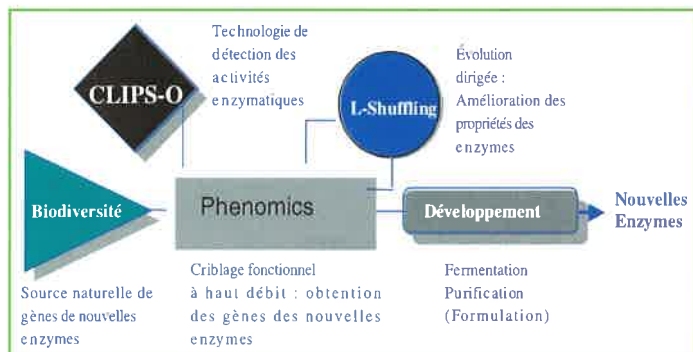 Technologie de
détection des
activités
enzymatiques
CLIPS-O
Évolution
dirigée :
Amélioration des
propriétés des
enzymes
L-Shuffling
Biodiversité
Phenomics
Développement
Nouvelles
Enzymes
Source naturelle de
gènes de nouvelles
enzymes
Criblage fonctionnel
à haut débit : obtention
des gènes des nouvelles
enzymes
Fermentation
Purification
(Formulation)